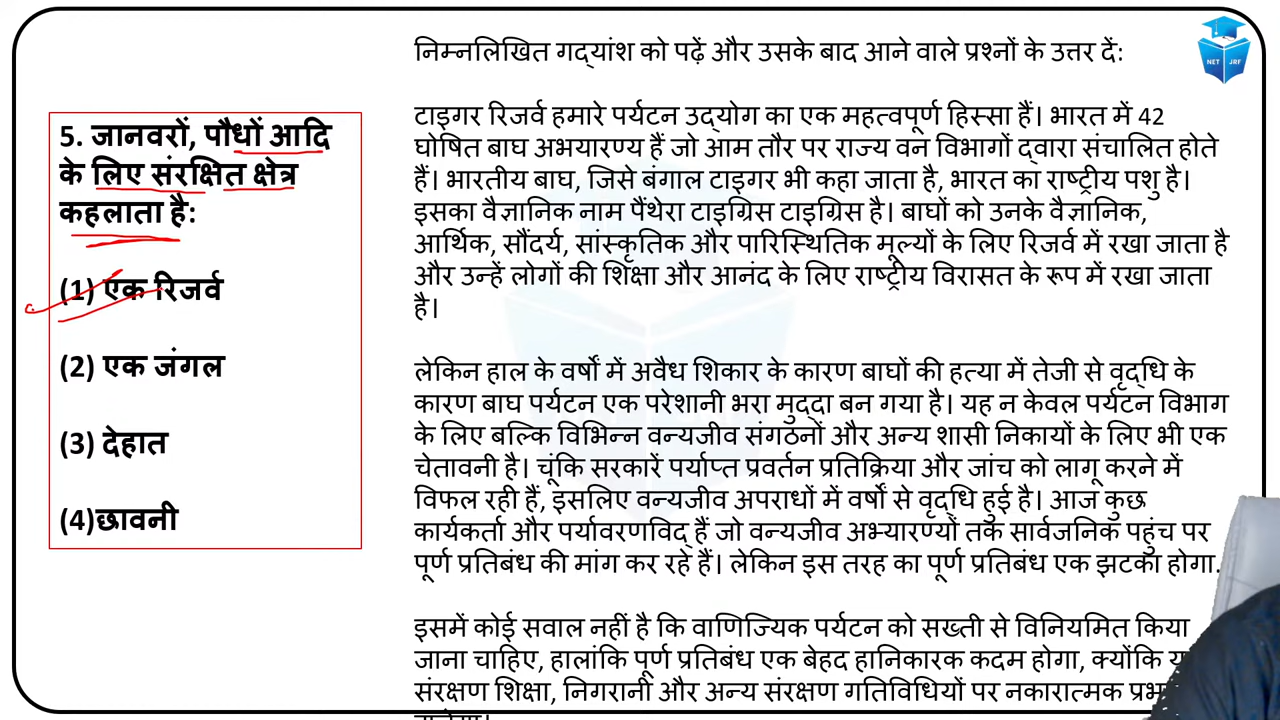 5. जानवरों, पौधों आदि
के लिए संरक्षित क्षेत्र
कहलाता है:
(1) एक रिजर्व
(2) एक जंगल
(3) देहात
(4)छावनी
निम्नलिखित गद्यांश को पढ़ें और उसके बाद आने वाले प्रश्नों के उत्तर दें:
टाइगर रिजर्व हमारे पर्यटन उद्योग का एक महत्वपूर्ण हिस्सा हैं। भारत में 42
घोषित बाघ अभयारण्य हैं जो आम तौर पर राज्य वन विभागों द्वारा संचालित होते
हैं। भारतीय बाघ, जिसे बंगाल टाइगर भी कहा जाता है, भारत का राष्ट्रीय पशु है।
इसका वैज्ञानिक नाम पैंथेरा टाइग्रिस टाइग्रिस है। बाघों को उनके वैज्ञानिक,
आर्थिक, सौंदर्य, सांस्कृतिक और पारिस्थितिक मूल्यों के लिए रिजर्व में रखा जाता है
और उन्हें लोगों की शिक्षा और आनंद के लिए राष्ट्रीय विरासत के रूप में रखा जाता
है।
लेकिन हाल के वर्षों में अवैध शिकार के कारण बाघों की हत्या में तेजी से वृद्धि के
कारण बाघ पर्यटन एक परेशानी भरा मुद्दा बन गया है। यह न केवल पर्यटन विभाग
के लिए बल्कि विभिन्न वन्यजीव संगठनों और अन्य शासी निकायों के लिए भी एक
चेतावनी है। चूंकि सरकारें पर्याप्त प्रवर्तन प्रतिक्रिया और जांच को लागू करने में
विफल रही हैं, इसलिए वन्यजीव अपराधों में वर्षों से वृद्धि हुई है। आज कुछ
कार्यकर्ता और पर्यावरणविद् हैं जो वन्यजीव अभ्यारण्यों तक सार्वजनिक पहुंच पर
पूर्ण प्रतिबंध की मांग कर रहे हैं। लेकिन इस तरह का पूर्ण प्रतिबंध एक झटका होगा.
इसमें कोई सवाल नहीं है कि वाणिज्यिक पर्यटन को सख्ती से विनियमित किया
जाना चाहिए, हालांकि पूर्ण प्रतिबंध एक बेहद हानिकारक कदम होगा, क्योंकि
संरक्षण शिक्षा, निगरानी और अन्य संरक्षण गतिविधियों पर नकारात्मक
NET JRF